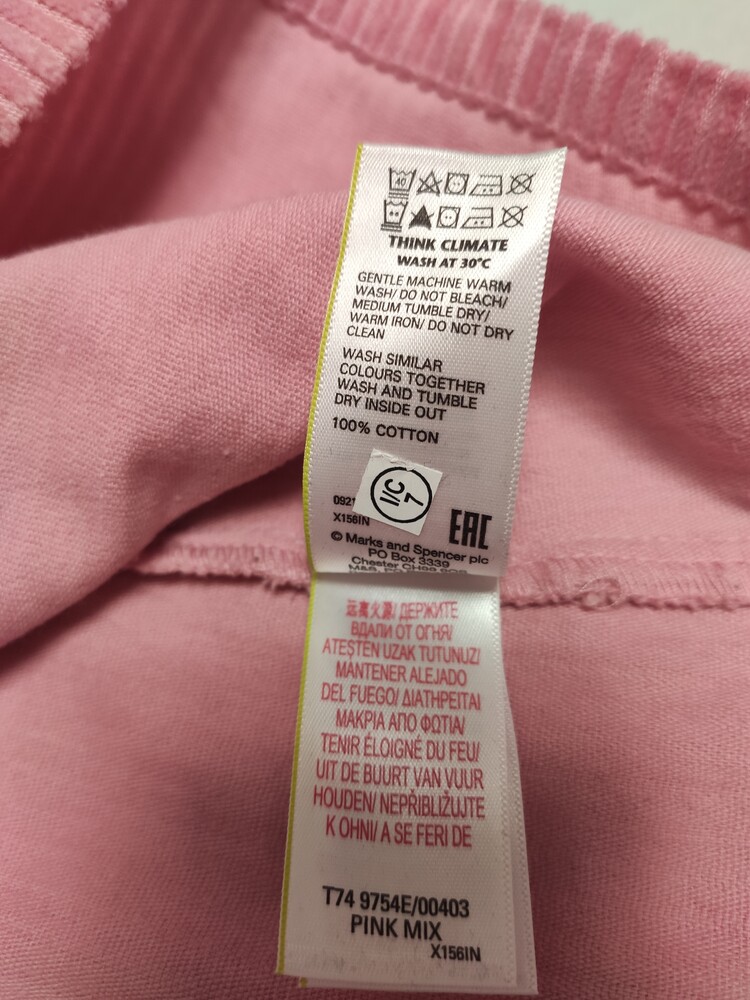 40
THINK CLIMATE
WASH AT 30°C
GENTLE MACHINE WARM
WASH/ DO NOT BLEACH/
MEDIUM TUMBLE DRY/
WARM IRON/ DO NOT DRY
CLEAN
WASH SIMILAR
COLOURS TOGETHER
WASH AND TUMBLE
DRY INSIDE OUT
100% COTTON
I/C
7
X156IN
EAC
© Marks and Spencer plc
PO Box 3339
Chester
远离火源/ ДЕРЖИТЕ
ВДАЛИ ОТ ОГНЯ/
ATEŞTEN UZAK TUTUNUZ/
MANTENER ALEJADO
DEL FUEGO/ ΔΙΑΤΗΡΕΙΤΑΙ
ΜΑΚΡΙΑ ΑΠΟ ΦΩΤΙΑ/
TENIR ÉLOIGNÉ DU FEU/
UIT DE BUURT VAN VUUR
HOUDEN/ NEPŘIBLIŽUJTE
K OHNI/ A SE FERI DE
T74 9754E/00403
PINK MIX
X156IN